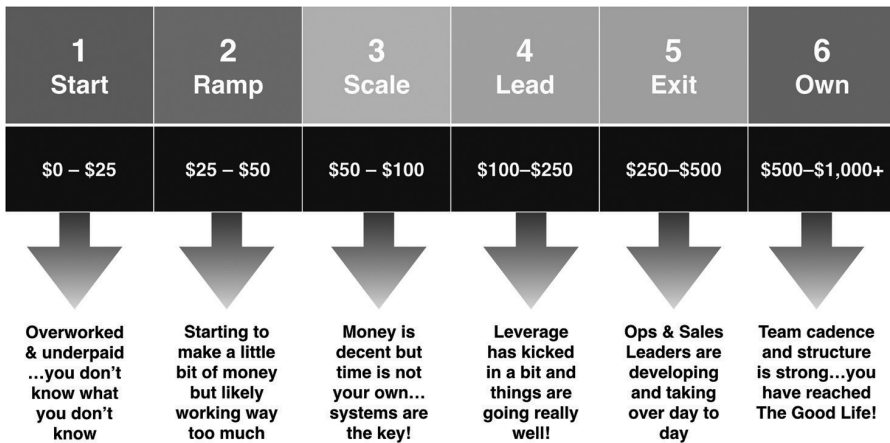 1
Start
2
Ramp
3
Scale
4
Lead
5
Exit
6
Own
$0 – $25
$25 – $50
$50 – $100
$100–$250
$250–$500
$500–$1,000+
Overworked
& underpaid
…you don’t
know what
you don’t
know
Starting to
make a little
bit of money
but likely
working way
too much
Money is
decent but
time is not
your own…
systems are
the key!
Leverage
has kicked
in a bit and
things are
going really
well!
Ops & Sales
Leaders are
developing
and taking
over day to
day
Team cadence
and structure
is strong…you
have reached
The Good Life!